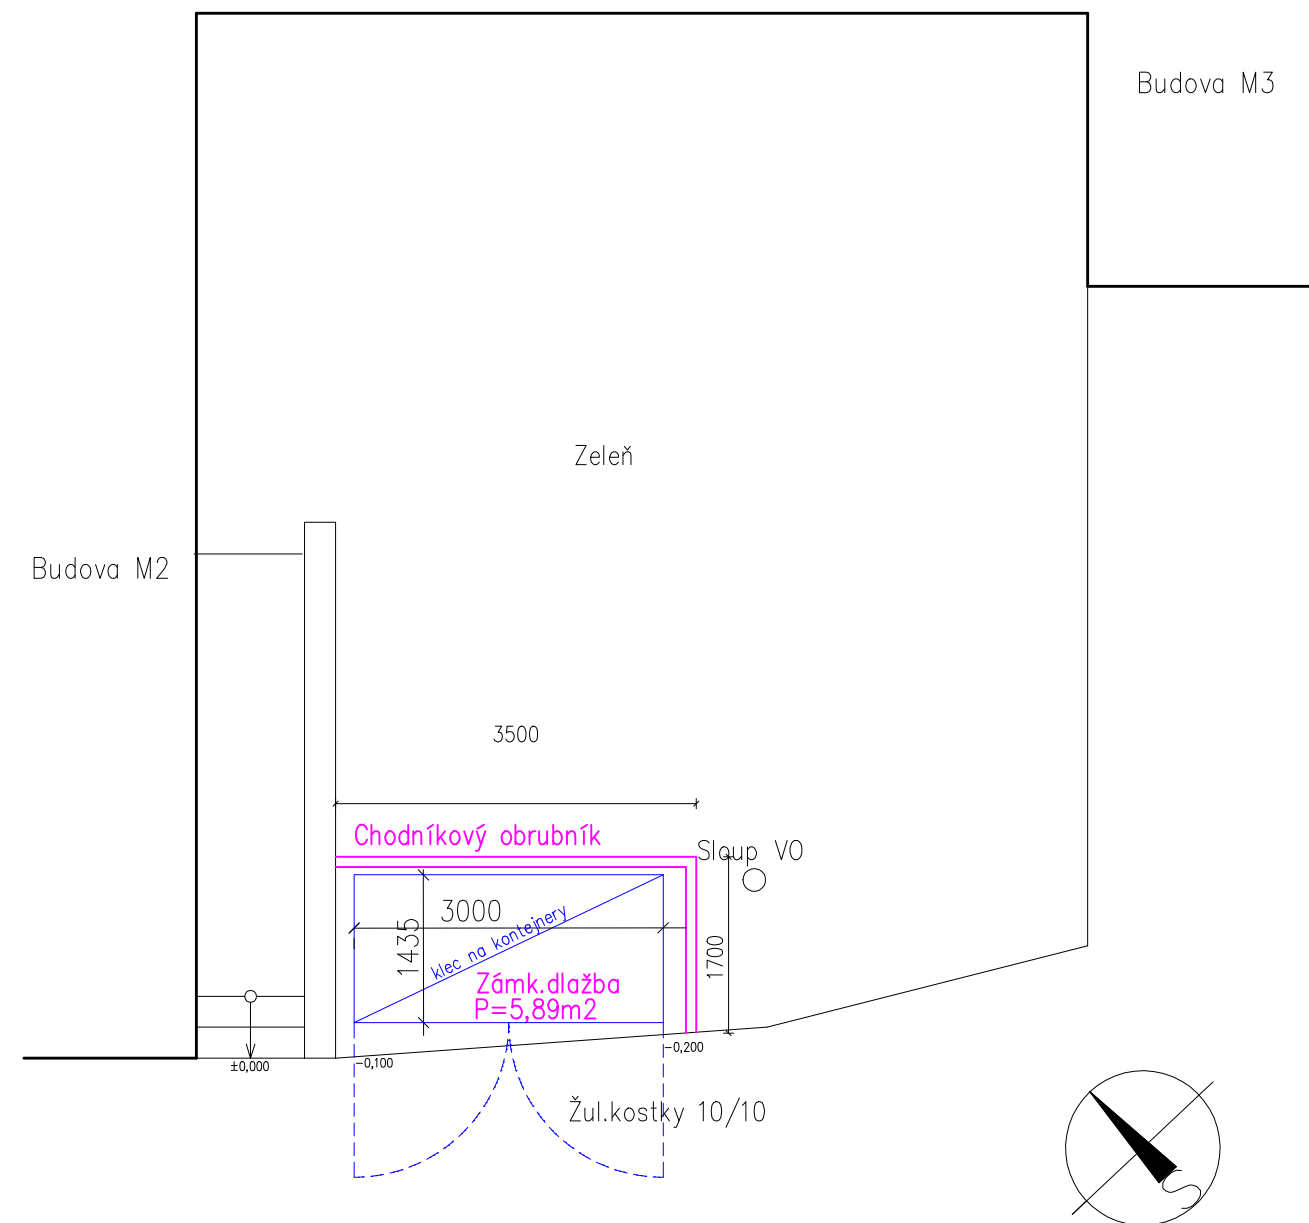 Budova M3
Zeleň
Budova M2
3500
Chodníkový obrubník
Sloup VO
3000
1435
klec na kontejnery
1700
Zámk.dlažba
P=5,89m2
-0,200
±0,000
-0,100
Žul.kostky 10/10
S